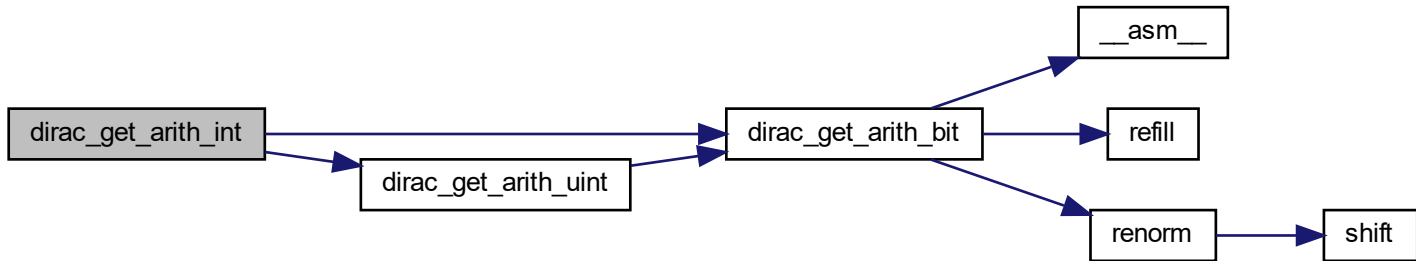 __asm__
dirac_get_arith_int
dirac_get_arith_bit
refill
dirac_get_arith_uint
renorm
shift